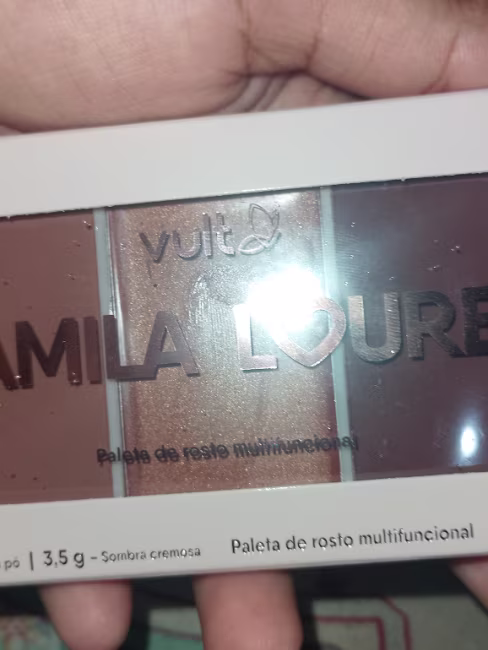 vult
AMILA LOURE
Paleta de rosto multifuncional
pó | 3,5 g - Sombra cremosa
Paleta de rosto multifuncional